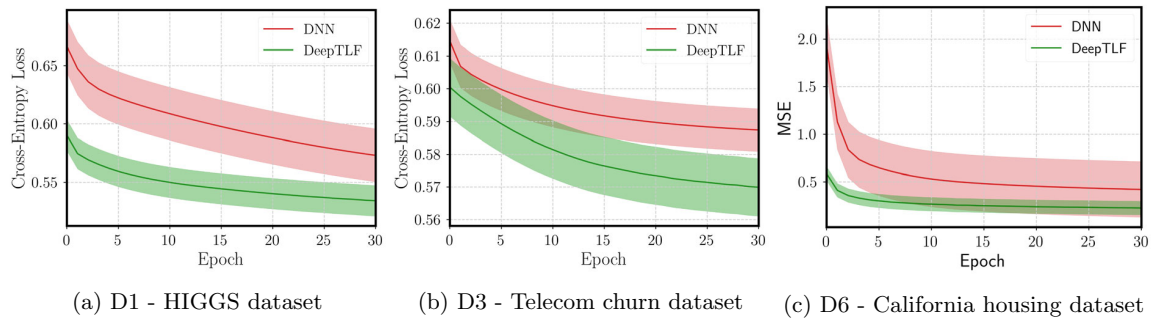 Cross-Entropy Loss
0.65
0.60
0.55
DNN
DeepTLF
0 5 10 15 20 25 30
Epoch
(a) D1 - HIGGS dataset
Cross-Entropy Loss
0.62
0.61
0.60
0.59
0.58
0.57
0.56
DNN
DeepTLF
0 5 10 15 20 25 30
Epoch
(b) D3 - Telecom churn dataset
MSE
2.0
1.5
1.0
0.5
DNN
DeepTLF
0 5 10 15 20 25 30
Epoch
(c) D6 - California housing dataset